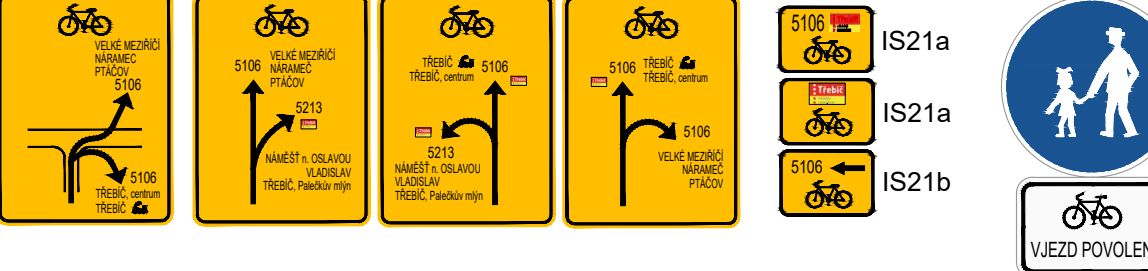 VELKÉ MEZIŘÍČÍ
NÁRAMEC
PTÁČOV
5106
5106
TŘEBÍČ, centrum
TŘEBÍČ
5106
VELKÉ MEZIŘÍČÍ
NÁRAMEC
PTÁČOV
5213
NÁMĚŠŤ n. OSLAVOU
VLADISLAV
TŘEBÍČ, Palečkův mlýn
TŘEBÍČ
TŘEBÍČ, centrum
5106
5213
NÁMĚŠŤ n. OSLAVOU
VLADISLAV
TŘEBÍČ, Palečkův mlýn
5106
TŘEBÍČ
TŘEBÍČ, centrum
5106
VELKÉ MEZIŘÍČÍ
NÁRAMEC
PTÁČOV
5106
IS21a
Třebíč
IS21a
5106
IS21b
VJEZD POVOLEN